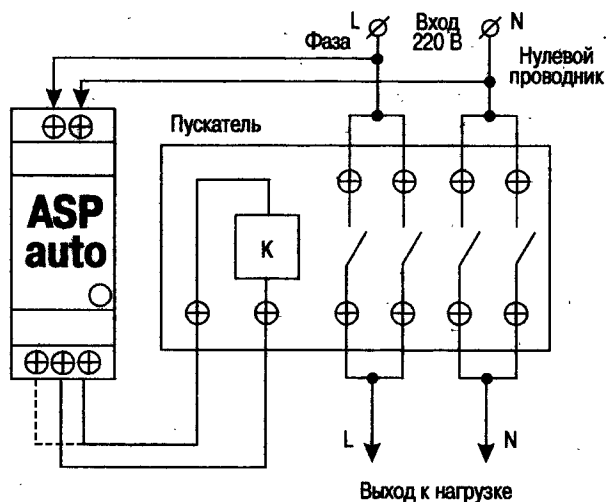 L
Вход
220 В
N
Фаза
Нулевой
проводник
Пускатель
ASP
auto
К
L
N
Выход к нагрузке